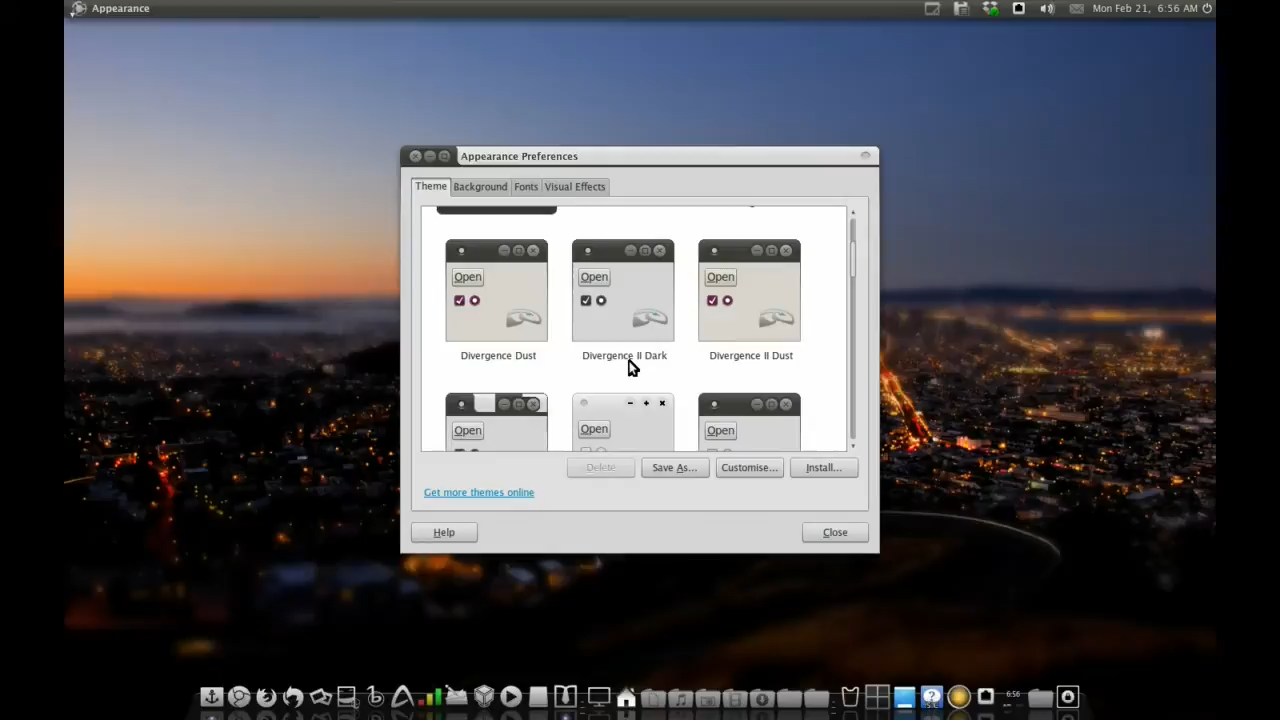 Appearance
Mon Feb 21, 6:56 AM
Appearance Preferences
Theme Background Fonts Visual Effects
Open Open Open
Divergence Dust Divergence II Dark Divergence II Dust
Open Open Open
Delete Save As... Customise... Install...
Get more themes online
Help Close
6:56